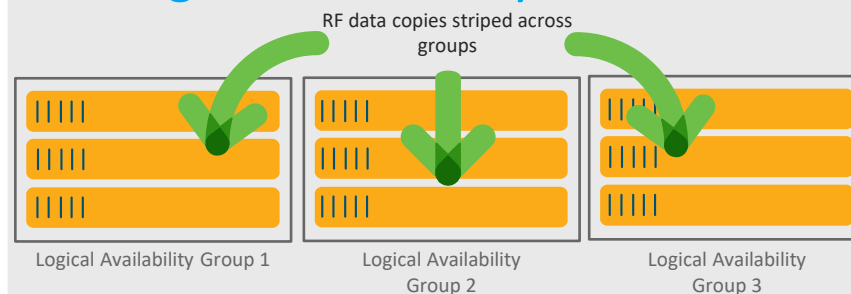 RF data copies striped across
groups
Logical Availability Group 1
Logical Availability
Group 2
Logical Availability
Group 3